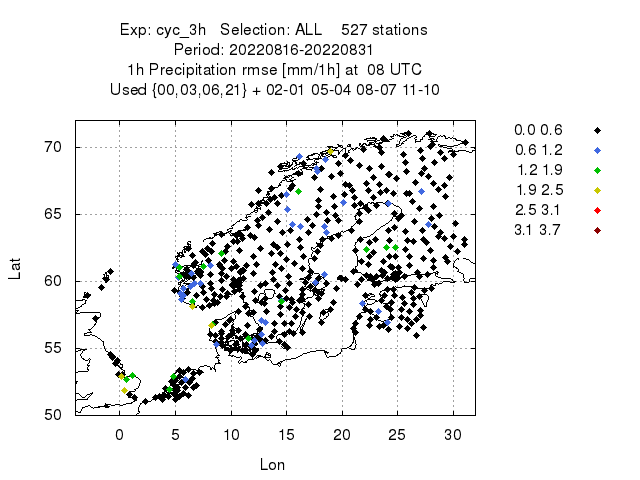 Exp: cyc_3h   Selection: ALL    527 stations
Period: 20220816-20220831
1h Precipitation rmse [mm/1h] at  08 UTC
Used {00,03,06,21} + 02-01 05-04 08-07 11-10
0.0 0.6
0.6 1.2
1.2 1.9
1.9 2.5
2.5 3.1
3.1 3.7
70
65
60
55
50
Lat
0 5 10 15 20 25 30
Lon